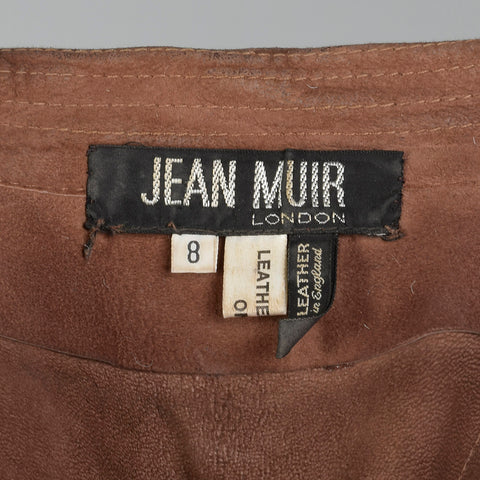 JEAN MUIR
LONDON
8
LEATHER
LEATHER
in England